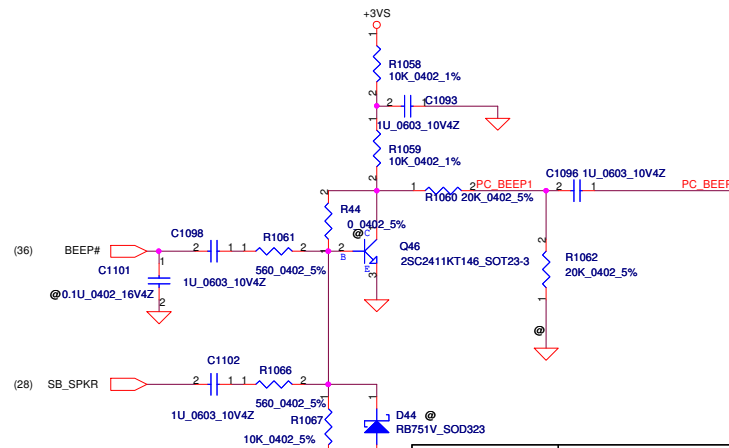 +3VS
1
R1058
10K_0402_1%
2
2
C1093
1
1U_0603_10V4Z
1
R1059
10K_0402_1%
2
2
R44
0_0402_5%
@
1
R1060 20K_0402_5%
2
PC_BEEP1
C1096 1U_0603_10V4Z
2
1
PC_BEEP
C
2
B
E
3
Q46
2SC2411KT146_SOT23-3
2
R1062
20K_0402_5%
1
@
(36)
BEEP#
C1098
2
1
1U_0603_10V4Z
1
R1061
2
560_0402_5%
1
C1101
@0.1U_0402_16V4Z
2
(28)
SB_SPKR
C1102
2
1
1U_0603_10V4Z
1
R1066
2
560_0402_5%
1
R1067
10K_0402_5%
1
D44 @
RB751V_SOD323